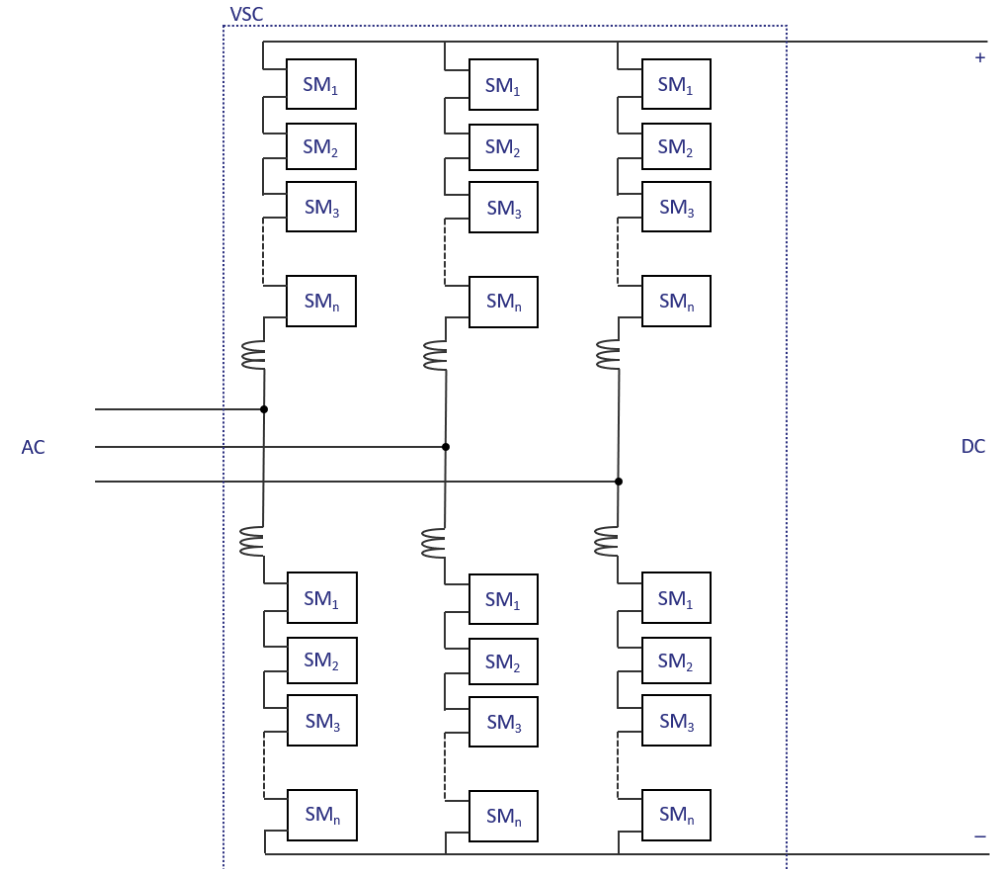 VSC
+
SM₁ SM₁ SM₁
SM₂ SM₂ SM₂
SM₃ SM₃ SM₃
SMₙ SMₙ SMₙ
AC DC
SM₁ SM₁ SM₁
SM₂ SM₂ SM₂
SM₃ SM₃ SM₃
SMₙ SMₙ SMₙ
−